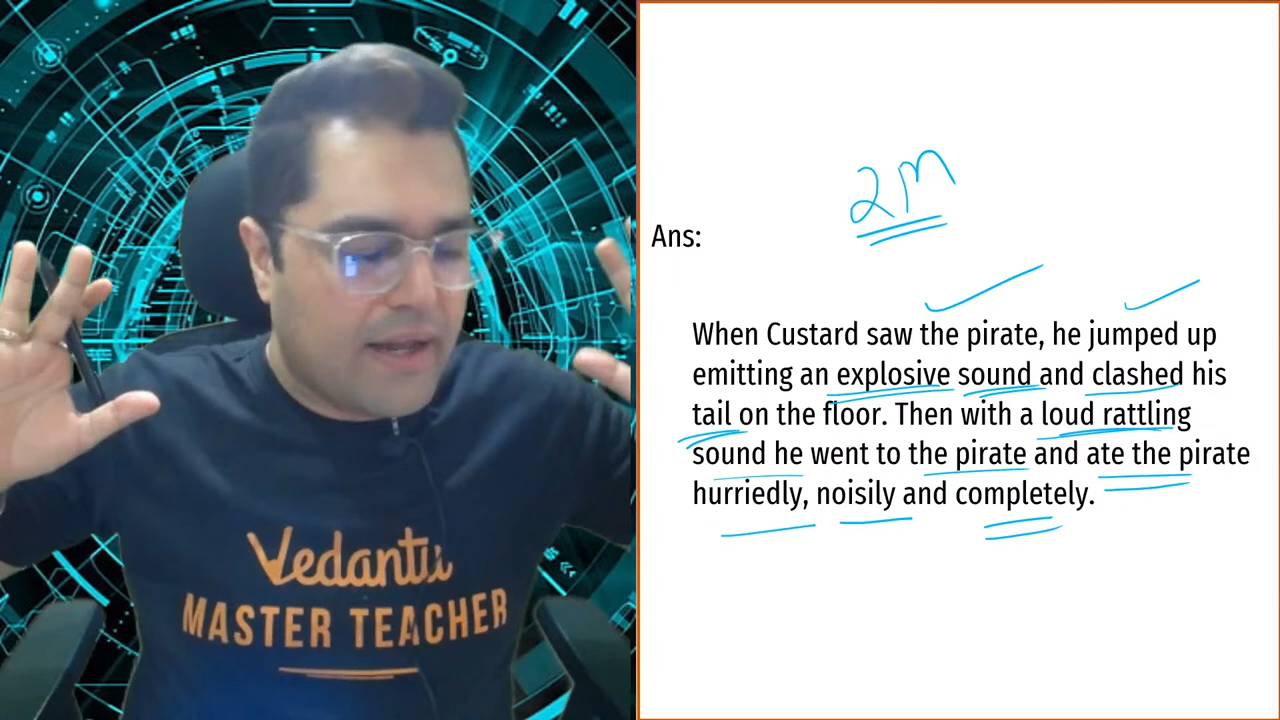 Vedantu
MASTER TEACHER
2M
Ans:
When Custard saw the pirate, he jumped up
emitting an explosive sound and clashed his
tail on the floor. Then with a loud rattling
sound he went to the pirate and ate the pirate
hurriedly, noisily and completely.